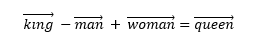 king − man + woman = queen